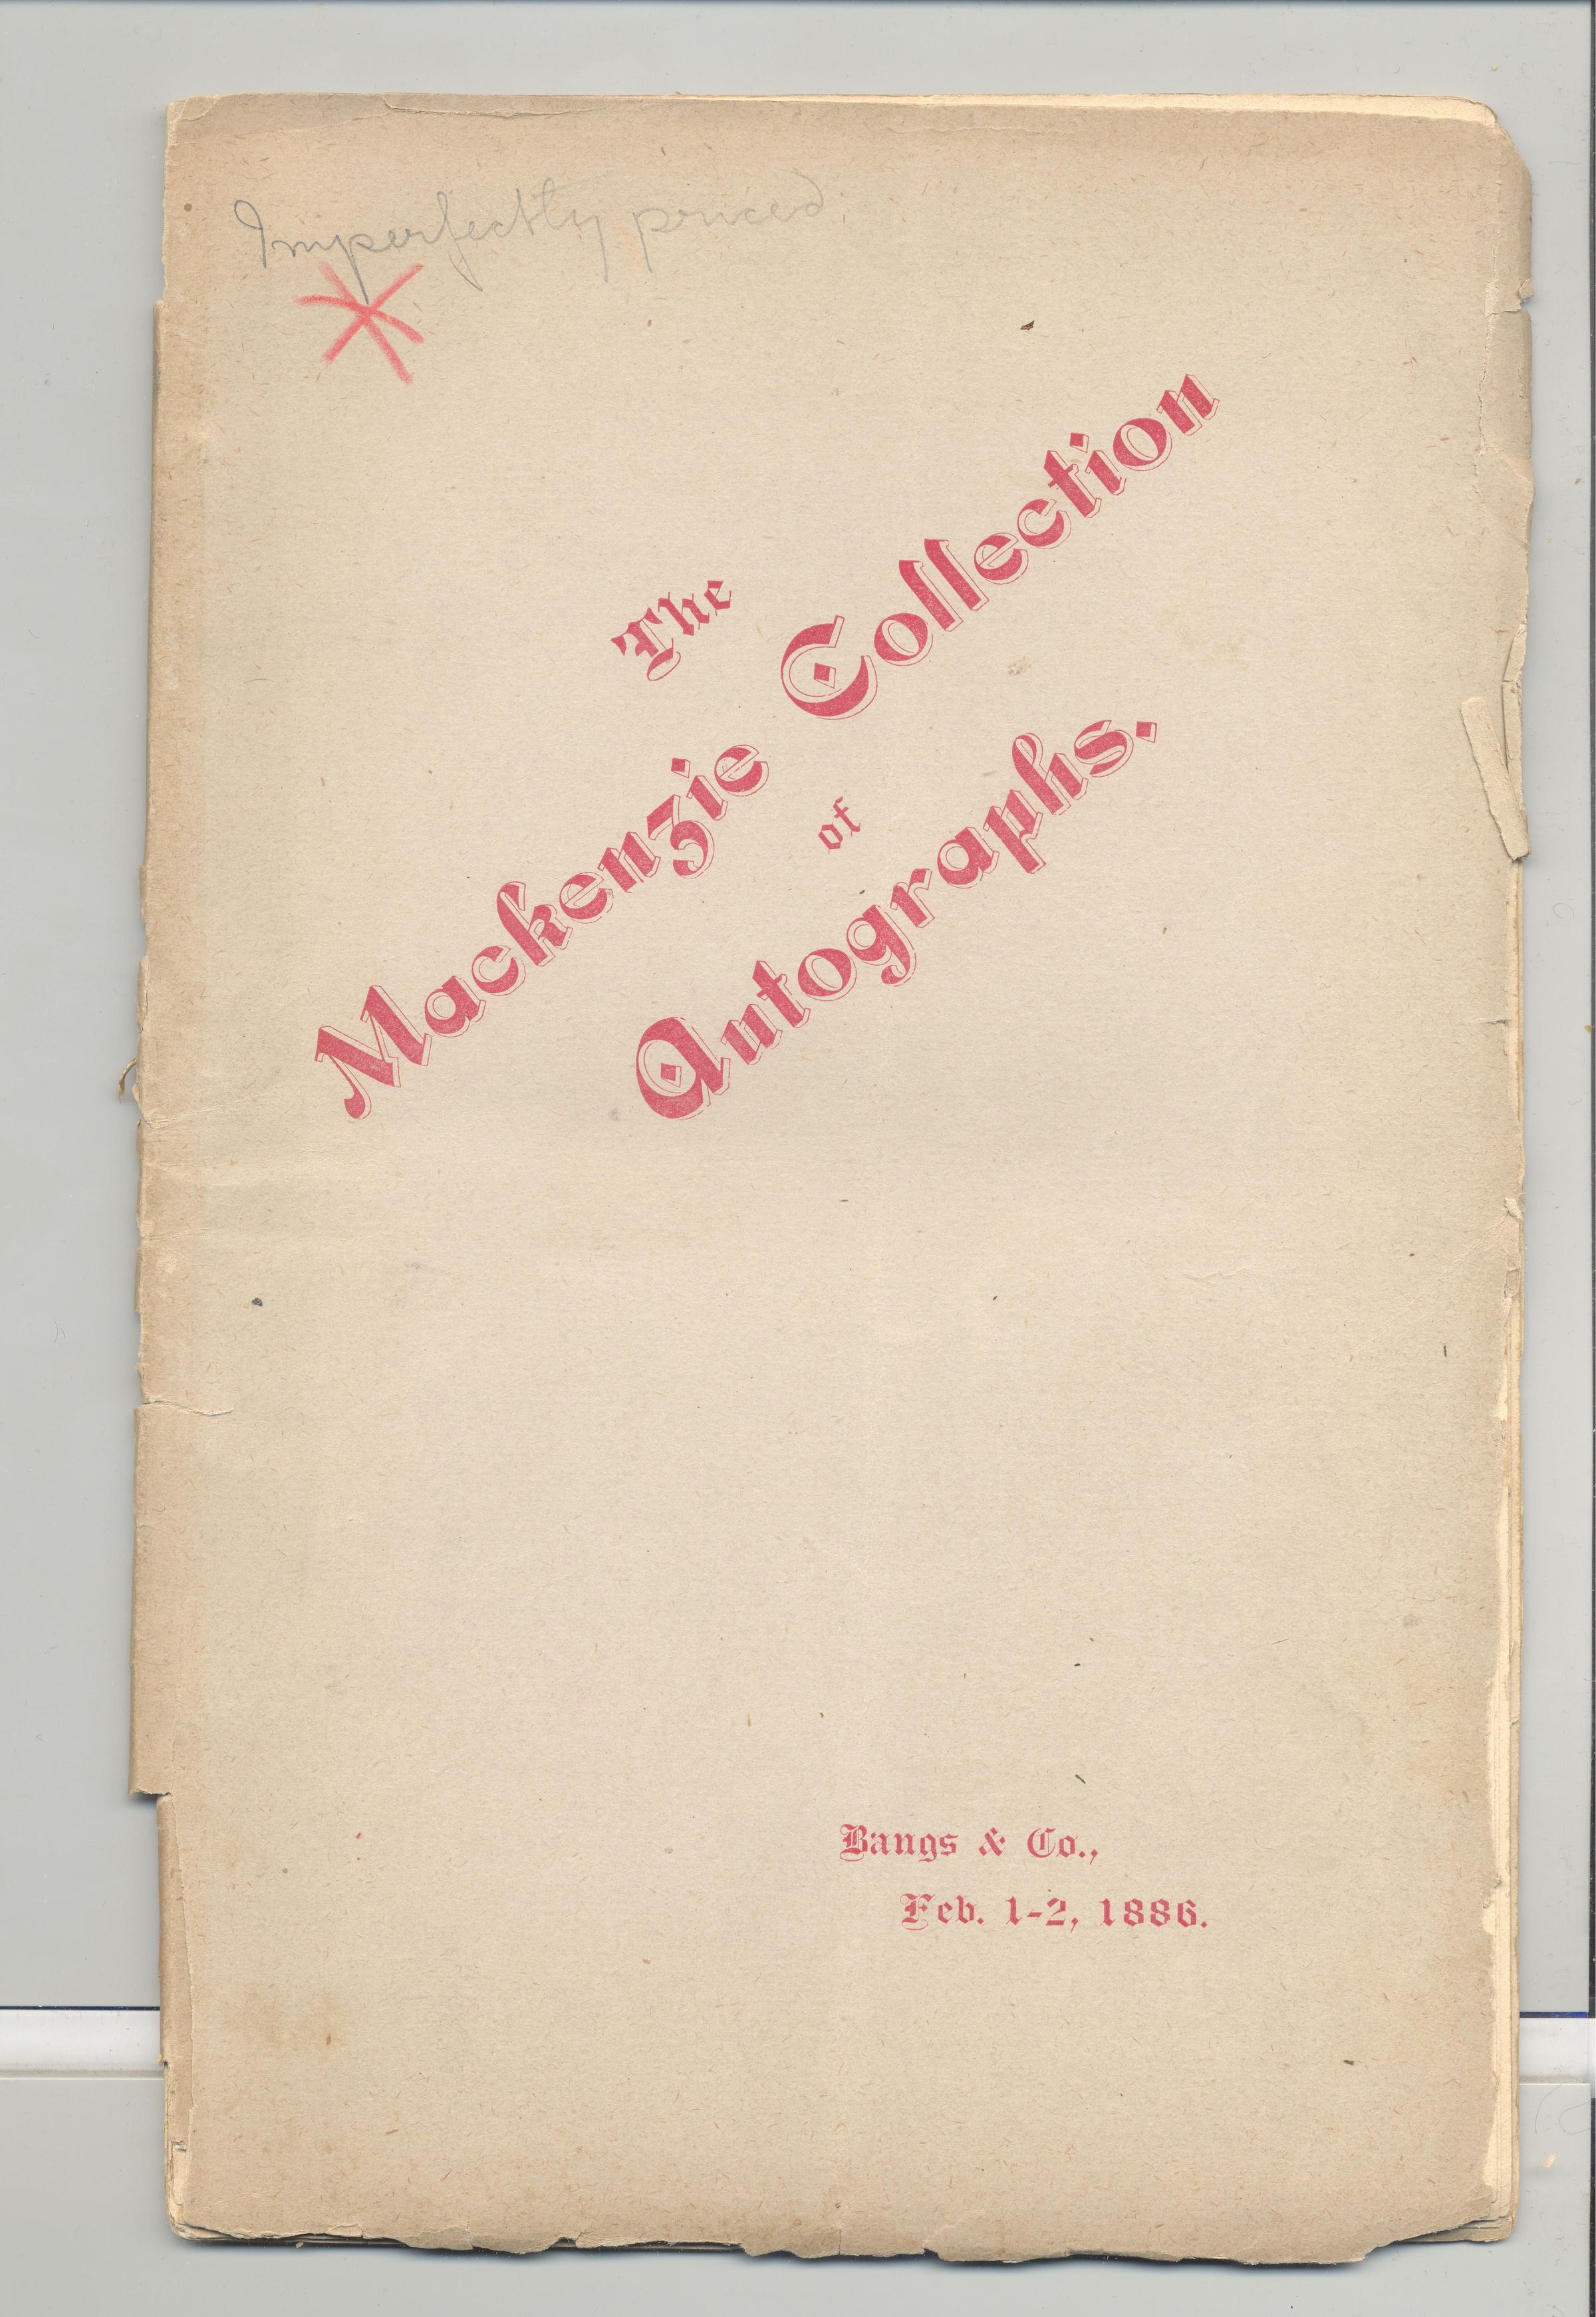 Imperfectly priced
The
Mackenzie Collection
of
Autographs.
Bangs & Co.,
Feb. 1-2, 1886.